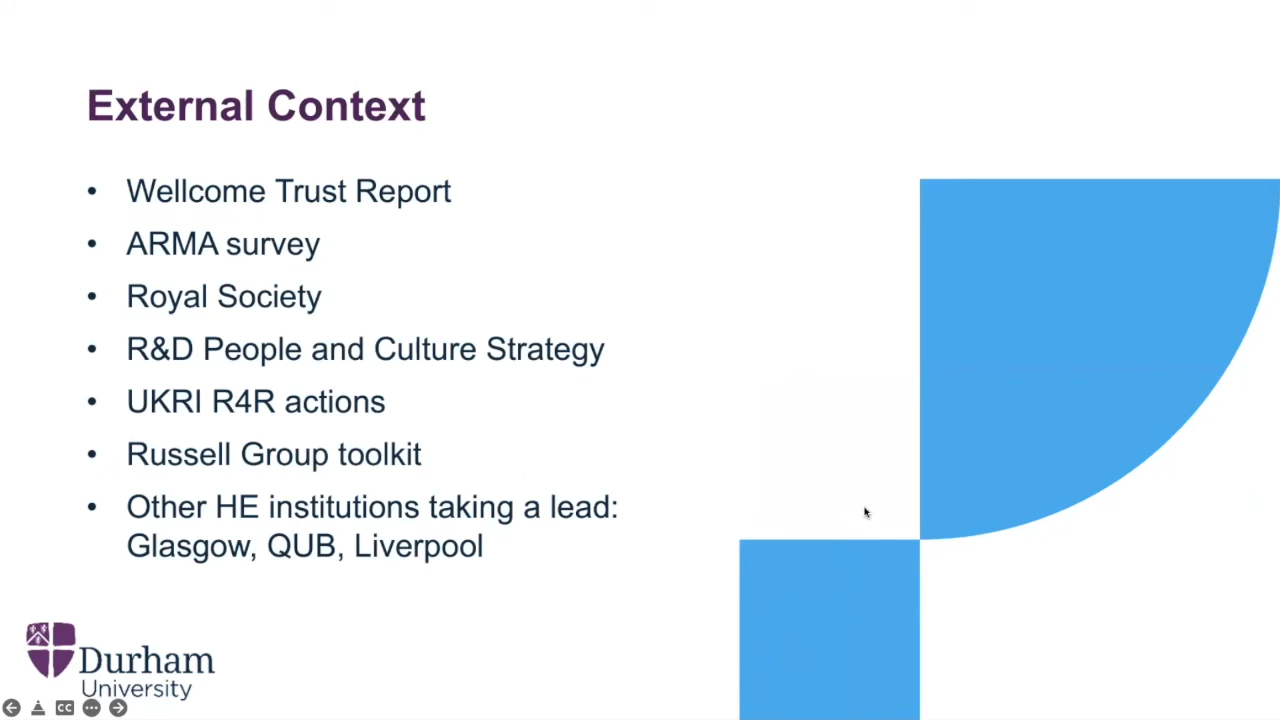 External Context
• Wellcome Trust Report
• ARMA survey
• Royal Society
• R&D People and Culture Strategy
• UKRI R4R actions
• Russell Group toolkit
• Other HE institutions taking a lead:
Glasgow, QUB, Liverpool
Durham
University
CC